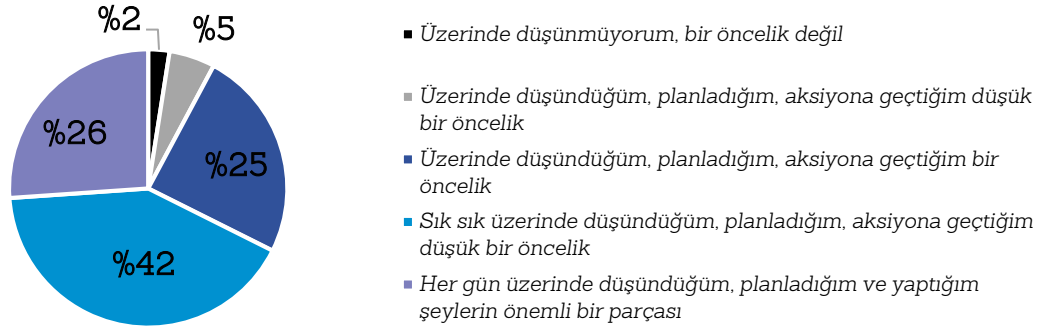 %2
%5
%25
%42
%26
Üzerinde düşünmüyorum, bir öncelik değil
Üzerinde düşündüğüm, planladığım, aksiyona geçtiğim düşük
bir öncelik
Üzerinde düşündüğüm, planladığım, aksiyona geçtiğim bir
öncelik
Sık sık üzerinde düşündüğüm, planladığım, aksiyona geçtiğim
düşük bir öncelik
Her gün üzerinde düşündüğüm, planladığım ve yaptığım
şeylerin önemli bir parçası